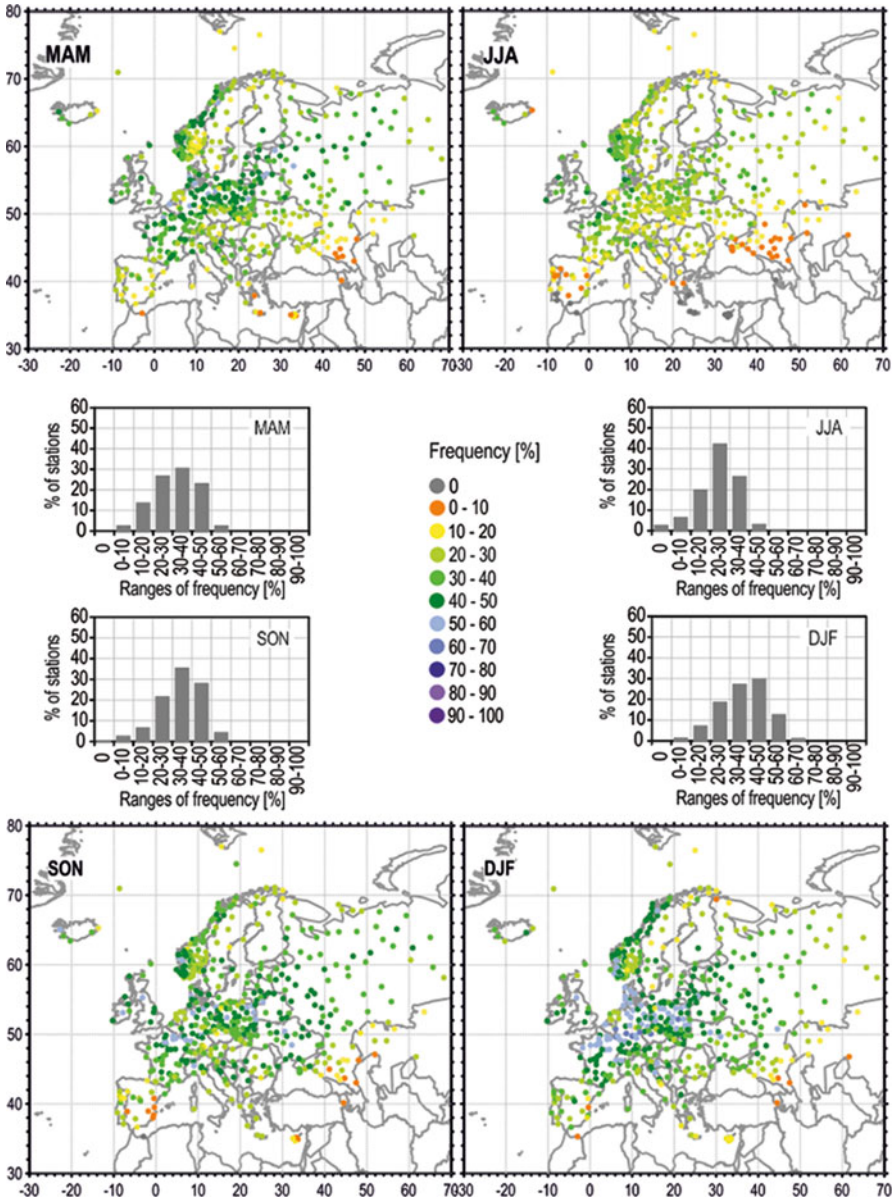 80
70
60
50
40
30
MAM
JJA
-30 -20 -10 0 10 20 30 40 50 60 70
-30 -20 -10 0 10 20 30 40 50 60 70
60
50
40
30
20
10
0
% of stations
MAM
0
0-10
10-20
20-30
30-40
40-50
50-60
60-70
70-80
80-90
90-100
Ranges of frequency [%]
Frequency [%]
0
0 - 10
10 - 20
20 - 30
30 - 40
40 - 50
50 - 60
60 - 70
70 - 80
80 - 90
90 - 100
60
50
40
30
20
10
0
% of stations
JJA
0
0-10
10-20
20-30
30-40
40-50
50-60
60-70
70-80
80-90
90-100
Ranges of frequency [%]
60
50
40
30
20
10
0
% of stations
SON
0
0-10
10-20
20-30
30-40
40-50
50-60
60-70
70-80
80-90
90-100
Ranges of frequency [%]
60
50
40
30
20
10
0
% of stations
DJF
0
0-10
10-20
20-30
30-40
40-50
50-60
60-70
70-80
80-90
90-100
Ranges of frequency [%]
80
70
60
50
40
30
SON
DJF
-30 -20 -10 0 10 20 30 40 50 60 70
-30 -20 -10 0 10 20 30 40 50 60 70